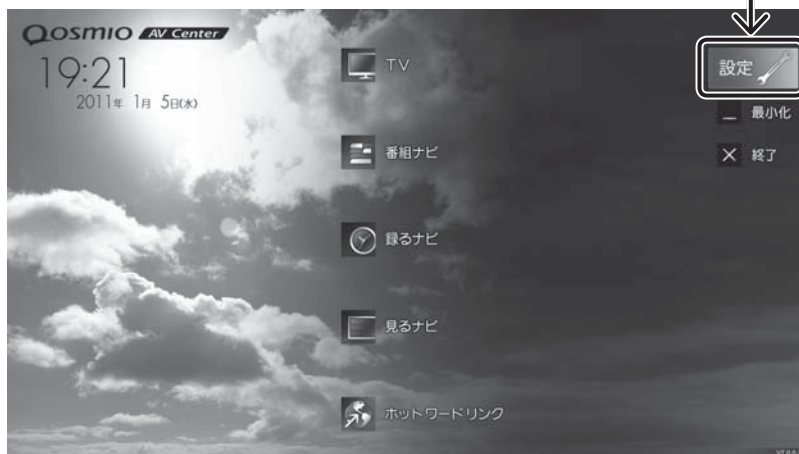 Qosmio AV Center
19:21
2011年 1月 5日(水)
TV
番組ナビ
録るナビ
見るナビ
ホットワードリンク
設定
最小化
終了